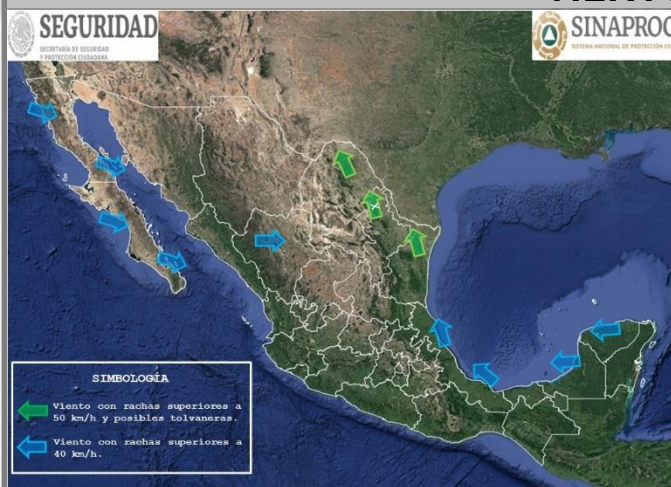 SEGURIDAD
SECRETARÍA DE SEGURIDAD
Y PROTECCIÓN CIUDADANA
SINAPROC
SISTEMA NACIONAL DE PROTECCIÓN
SIMBOLOGÍA
Viento con rachas superiores a
50 km/h y posibles tolvaneras.
Viento con rachas superiores a
40 km/h.